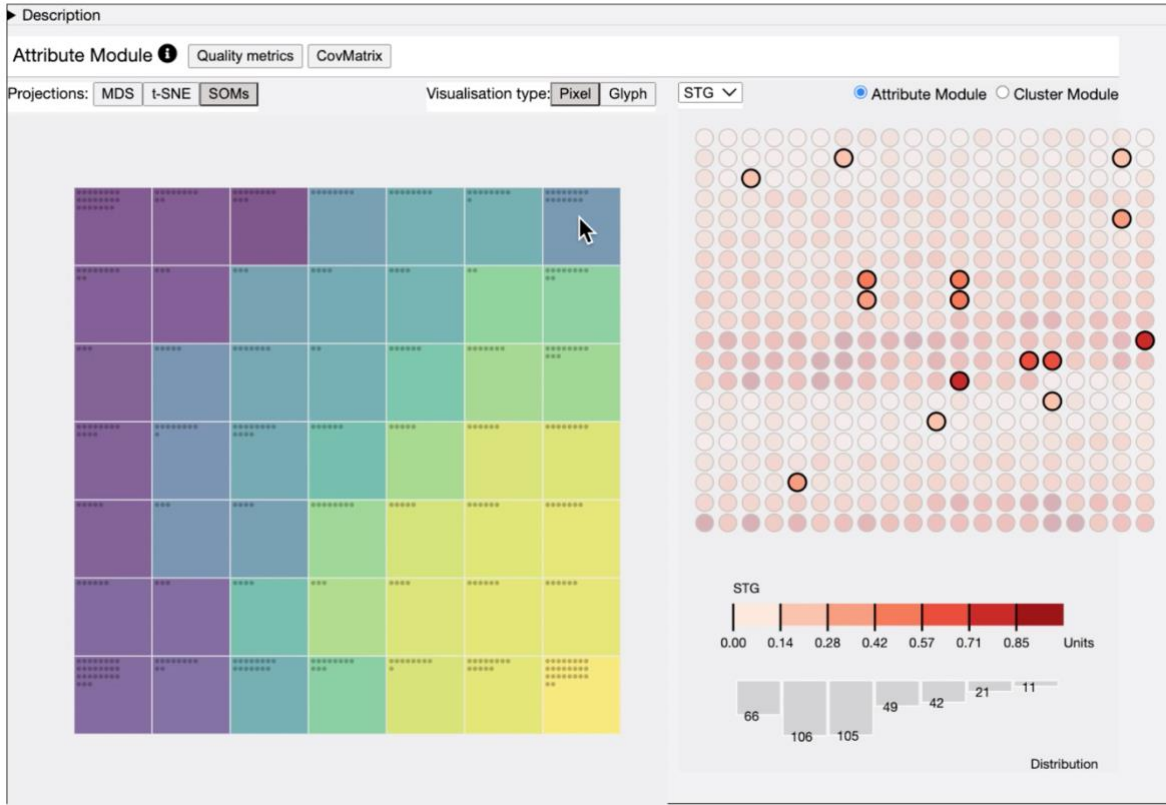 Description
Attribute Module i Quality metrics CovMatrix
Projections: MDS t-SNE SOMs Visualisation type: Pixel Glyph STG Attribute Module Cluster Module
STG
0.00 0.14 0.28 0.42 0.57 0.71 0.85 Units
66 106 105 49 42 21 11
Distribution